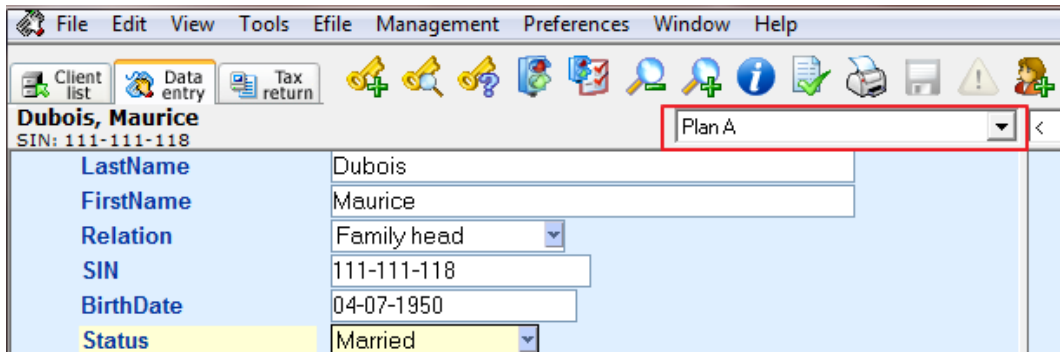 File Edit View Tools Efile Management Preferences Window Help
Client list Data entry Tax return
Dubois, Maurice
Plan A
<
SIN: 111-111-118
LastName Dubois
FirstName Maurice
Relation Family head
SIN 111-111-118
BirthDate 04-07-1950
Status Married